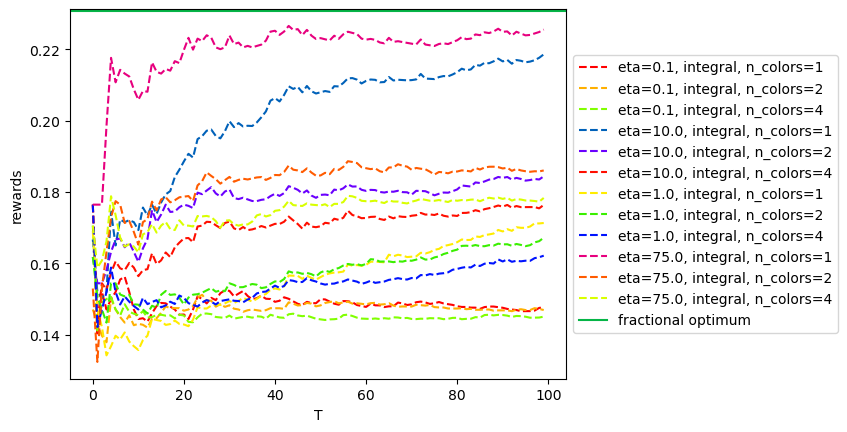 0.22
0.20
0.18
0.16
0.14
rewards
0
20
40
60
80
100
T
eta=0.1, integral, n_colors=1
eta=0.1, integral, n_colors=2
eta=0.1, integral, n_colors=4
eta=10.0, integral, n_colors=1
eta=10.0, integral, n_colors=2
eta=10.0, integral, n_colors=4
eta=1.0, integral, n_colors=1
eta=1.0, integral, n_colors=2
eta=1.0, integral, n_colors=4
eta=75.0, integral, n_colors=1
eta=75.0, integral, n_colors=2
eta=75.0, integral, n_colors=4
fractional optimum